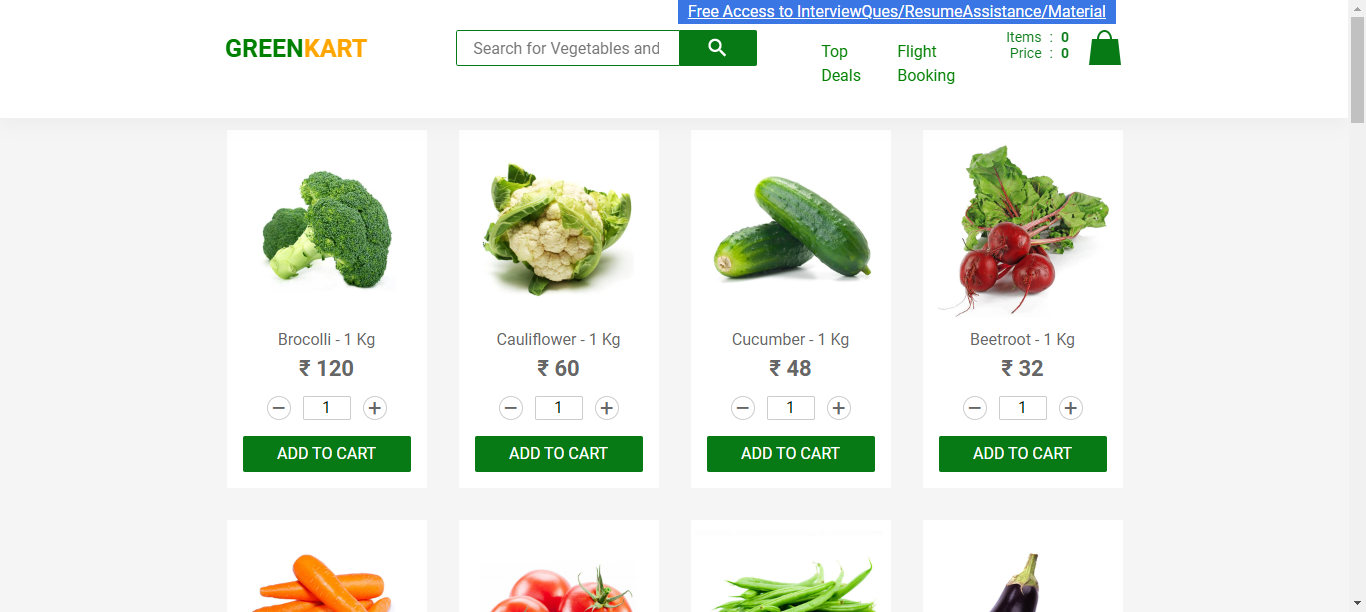 Free Access to InterviewQues/ResumeAssistance/Material
GREENKART
Search for Vegetables and
Top
Deals
Flight
Booking
Items : 0
Price : 0
Brocolli - 1 Kg
₹ 120
1
ADD TO CART
Cauliflower - 1 Kg
₹ 60
1
ADD TO CART
Cucumber - 1 Kg
₹ 48
1
ADD TO CART
Beetroot - 1 Kg
₹ 32
1
ADD TO CART